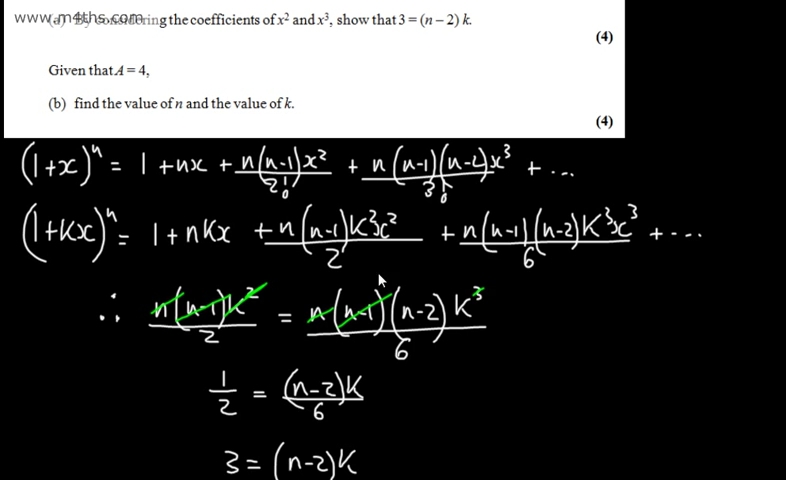 www.m4ths.com
(a) By considering the coefficients of x² and x³, show that 3 = (n – 2) k.
(4)
Given that A = 4,
(b) find the value of n and the value of k.
(4)
(1+x)ⁿ = 1 + nx + n(n-1)x²/2! + n(n-1)(n-2)x³/3! + ...
(1+Kx)ⁿ = 1 + nKx + n(n-1)K²x²/2 + n(n-1)(n-2)K³x³/6 + ...
∴ n(n-1)k²/2 = n(n-1)(n-2)K³/6
1/2 = (n-2)K/6
3 = (n-2)K